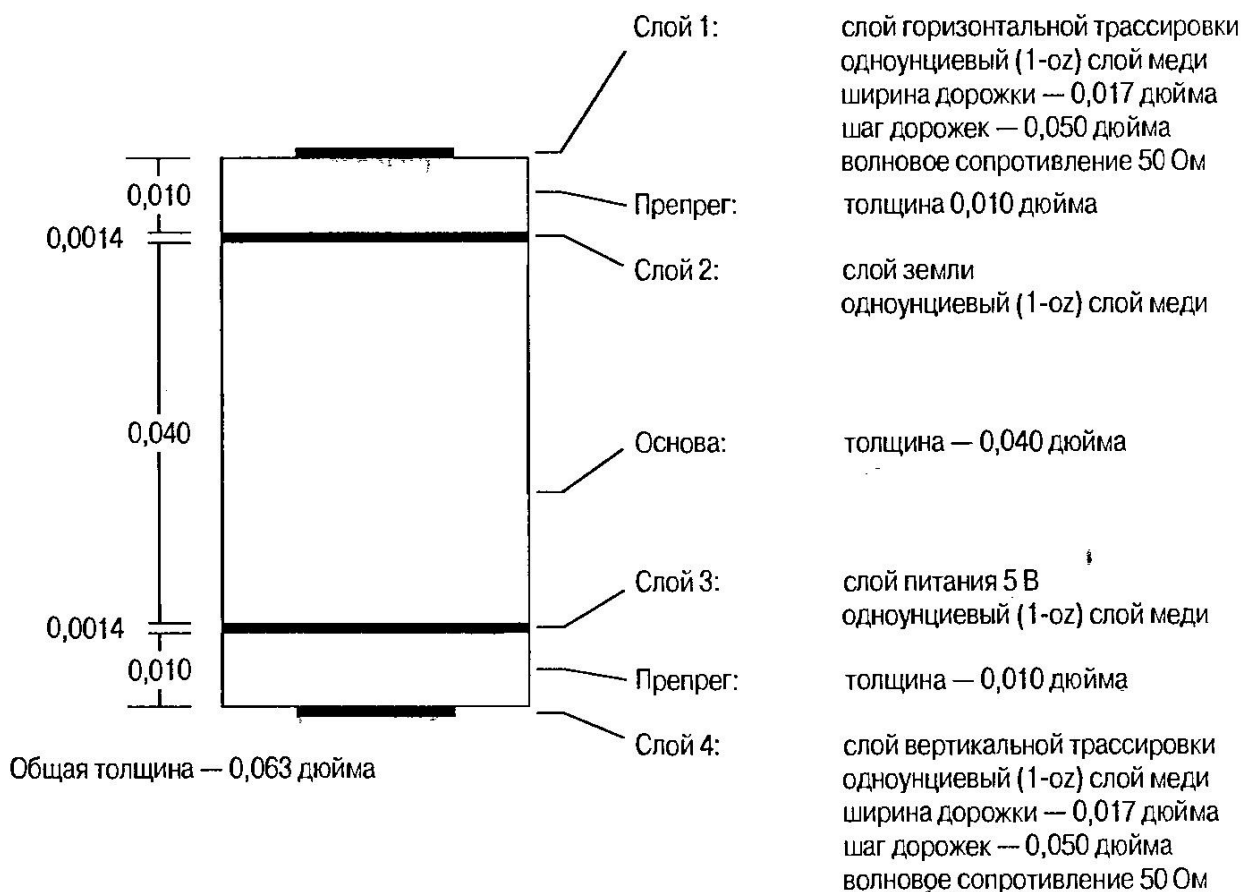 Слой 1: слой горизонтальной трассировки
одноунциевый (1-oz) слой меди
ширина дорожки — 0,017 дюйма
шаг дорожек — 0,050 дюйма
волновое сопротивление 50 Ом
0,010
Препрег: толщина 0,010 дюйма
0,0014
Слой 2: слой земли
одноунциевый (1-oz) слой меди
0,040
Основа: толщина — 0,040 дюйма
Слой 3: слой питания 5 В
0,0014
одноунциевый (1-oz) слой меди
0,010
Препрег: толщина — 0,010 дюйма
Слой 4: слой вертикальной трассировки
Общая толщина — 0,063 дюйма
одноунциевый (1-oz) слой меди
ширина дорожки — 0,017 дюйма
шаг дорожек — 0,050 дюйма
волновое сопротивление 50 Ом